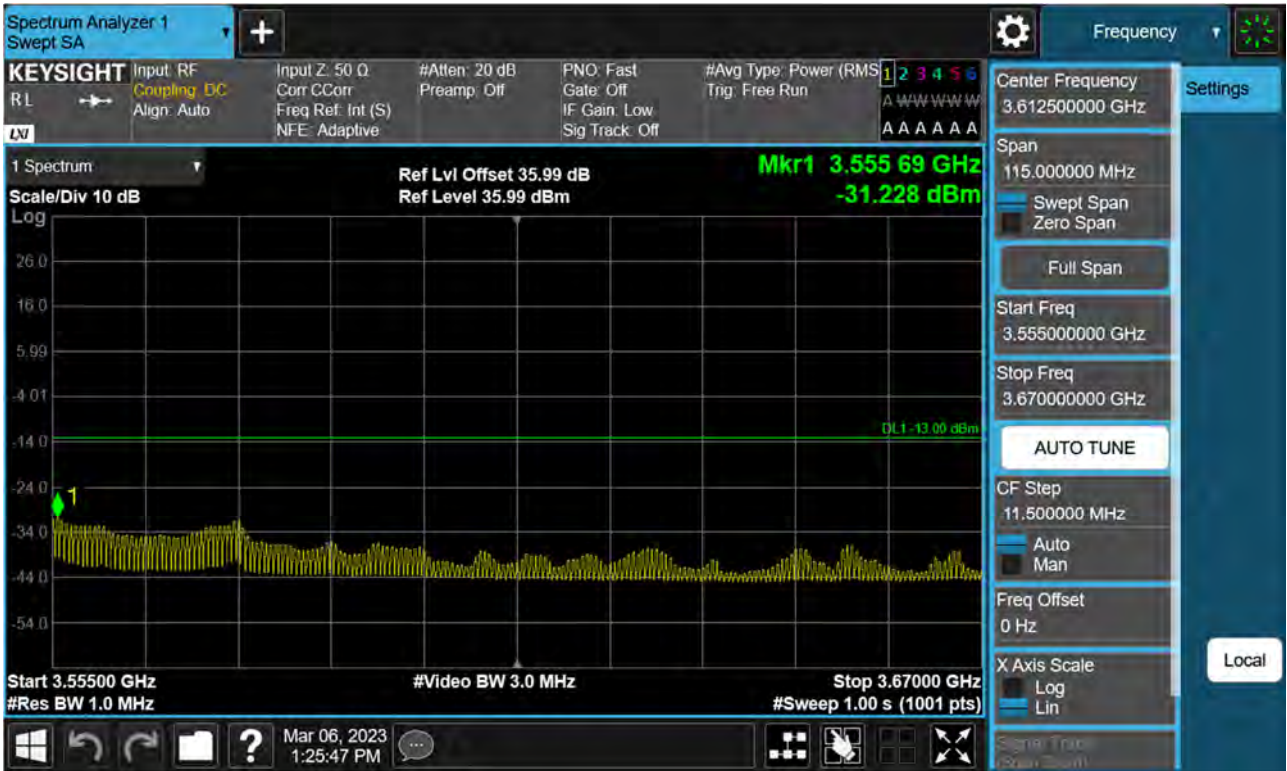 Spectrum Analyzer 1
Swept SA
+
Frequency
KEYSIGHT
RL
LXI
Input: RF
Coupling: DC
Align: Auto
Input Z: 50 Ω
Corr CCorr
Freq Ref: Int (S)
NFE: Adaptive
#Atten: 20 dB
Preamp: Off
PNO: Fast
Gate: Off
IF Gain: Low
Sig Track: Off
#Avg Type: Power (RMS
Trig: Free Run
1 2 3 4 5 6
A W W W W W
A A A A A A
Center Frequency
3.612500000 GHz
Settings
1 Spectrum
Scale/Div 10 dB
Ref Lvl Offset 35.99 dB
Ref Level 35.99 dBm
Mkr1 3.555 69 GHz
-31.228 dBm
Span
115.000000 MHz
Swept Span
Zero Span
Full Span
Start Freq
3.555000000 GHz
Stop Freq
3.670000000 GHz
AUTO TUNE
CF Step
11.500000 MHz
Auto
Man
Freq Offset
0 Hz
X Axis Scale
Log
Lin
Local
Log
26.0
16.0
5.99
-4.01
DL1 -13.00 dBm
-14.0
-24.0
1
-34.0
-44.0
-54.0
Start 3.55500 GHz
#Video BW 3.0 MHz
Stop 3.67000 GHz
#Res BW 1.0 MHz
#Sweep 1.00 s (1001 pts)
?
Mar 06, 2023
1:25:47 PM